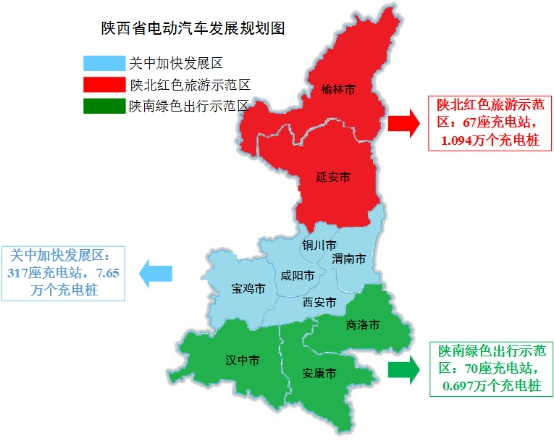 陕西省电动汽车发展规划图
关中加快发展区
陕北红色旅游示范区
陕南绿色出行示范区
榆林市
陕北红色旅游示范
区：67座充电站，
1.094万个充电桩
延安市
铜川市
渭南市
关中加快发展区：
317座充电站，7.65
万个充电桩
咸阳市
宝鸡市
西安市
商洛市
汉中市
安康市
陕南绿色出行示范
区：70座充电站，
0.697万个充电桩